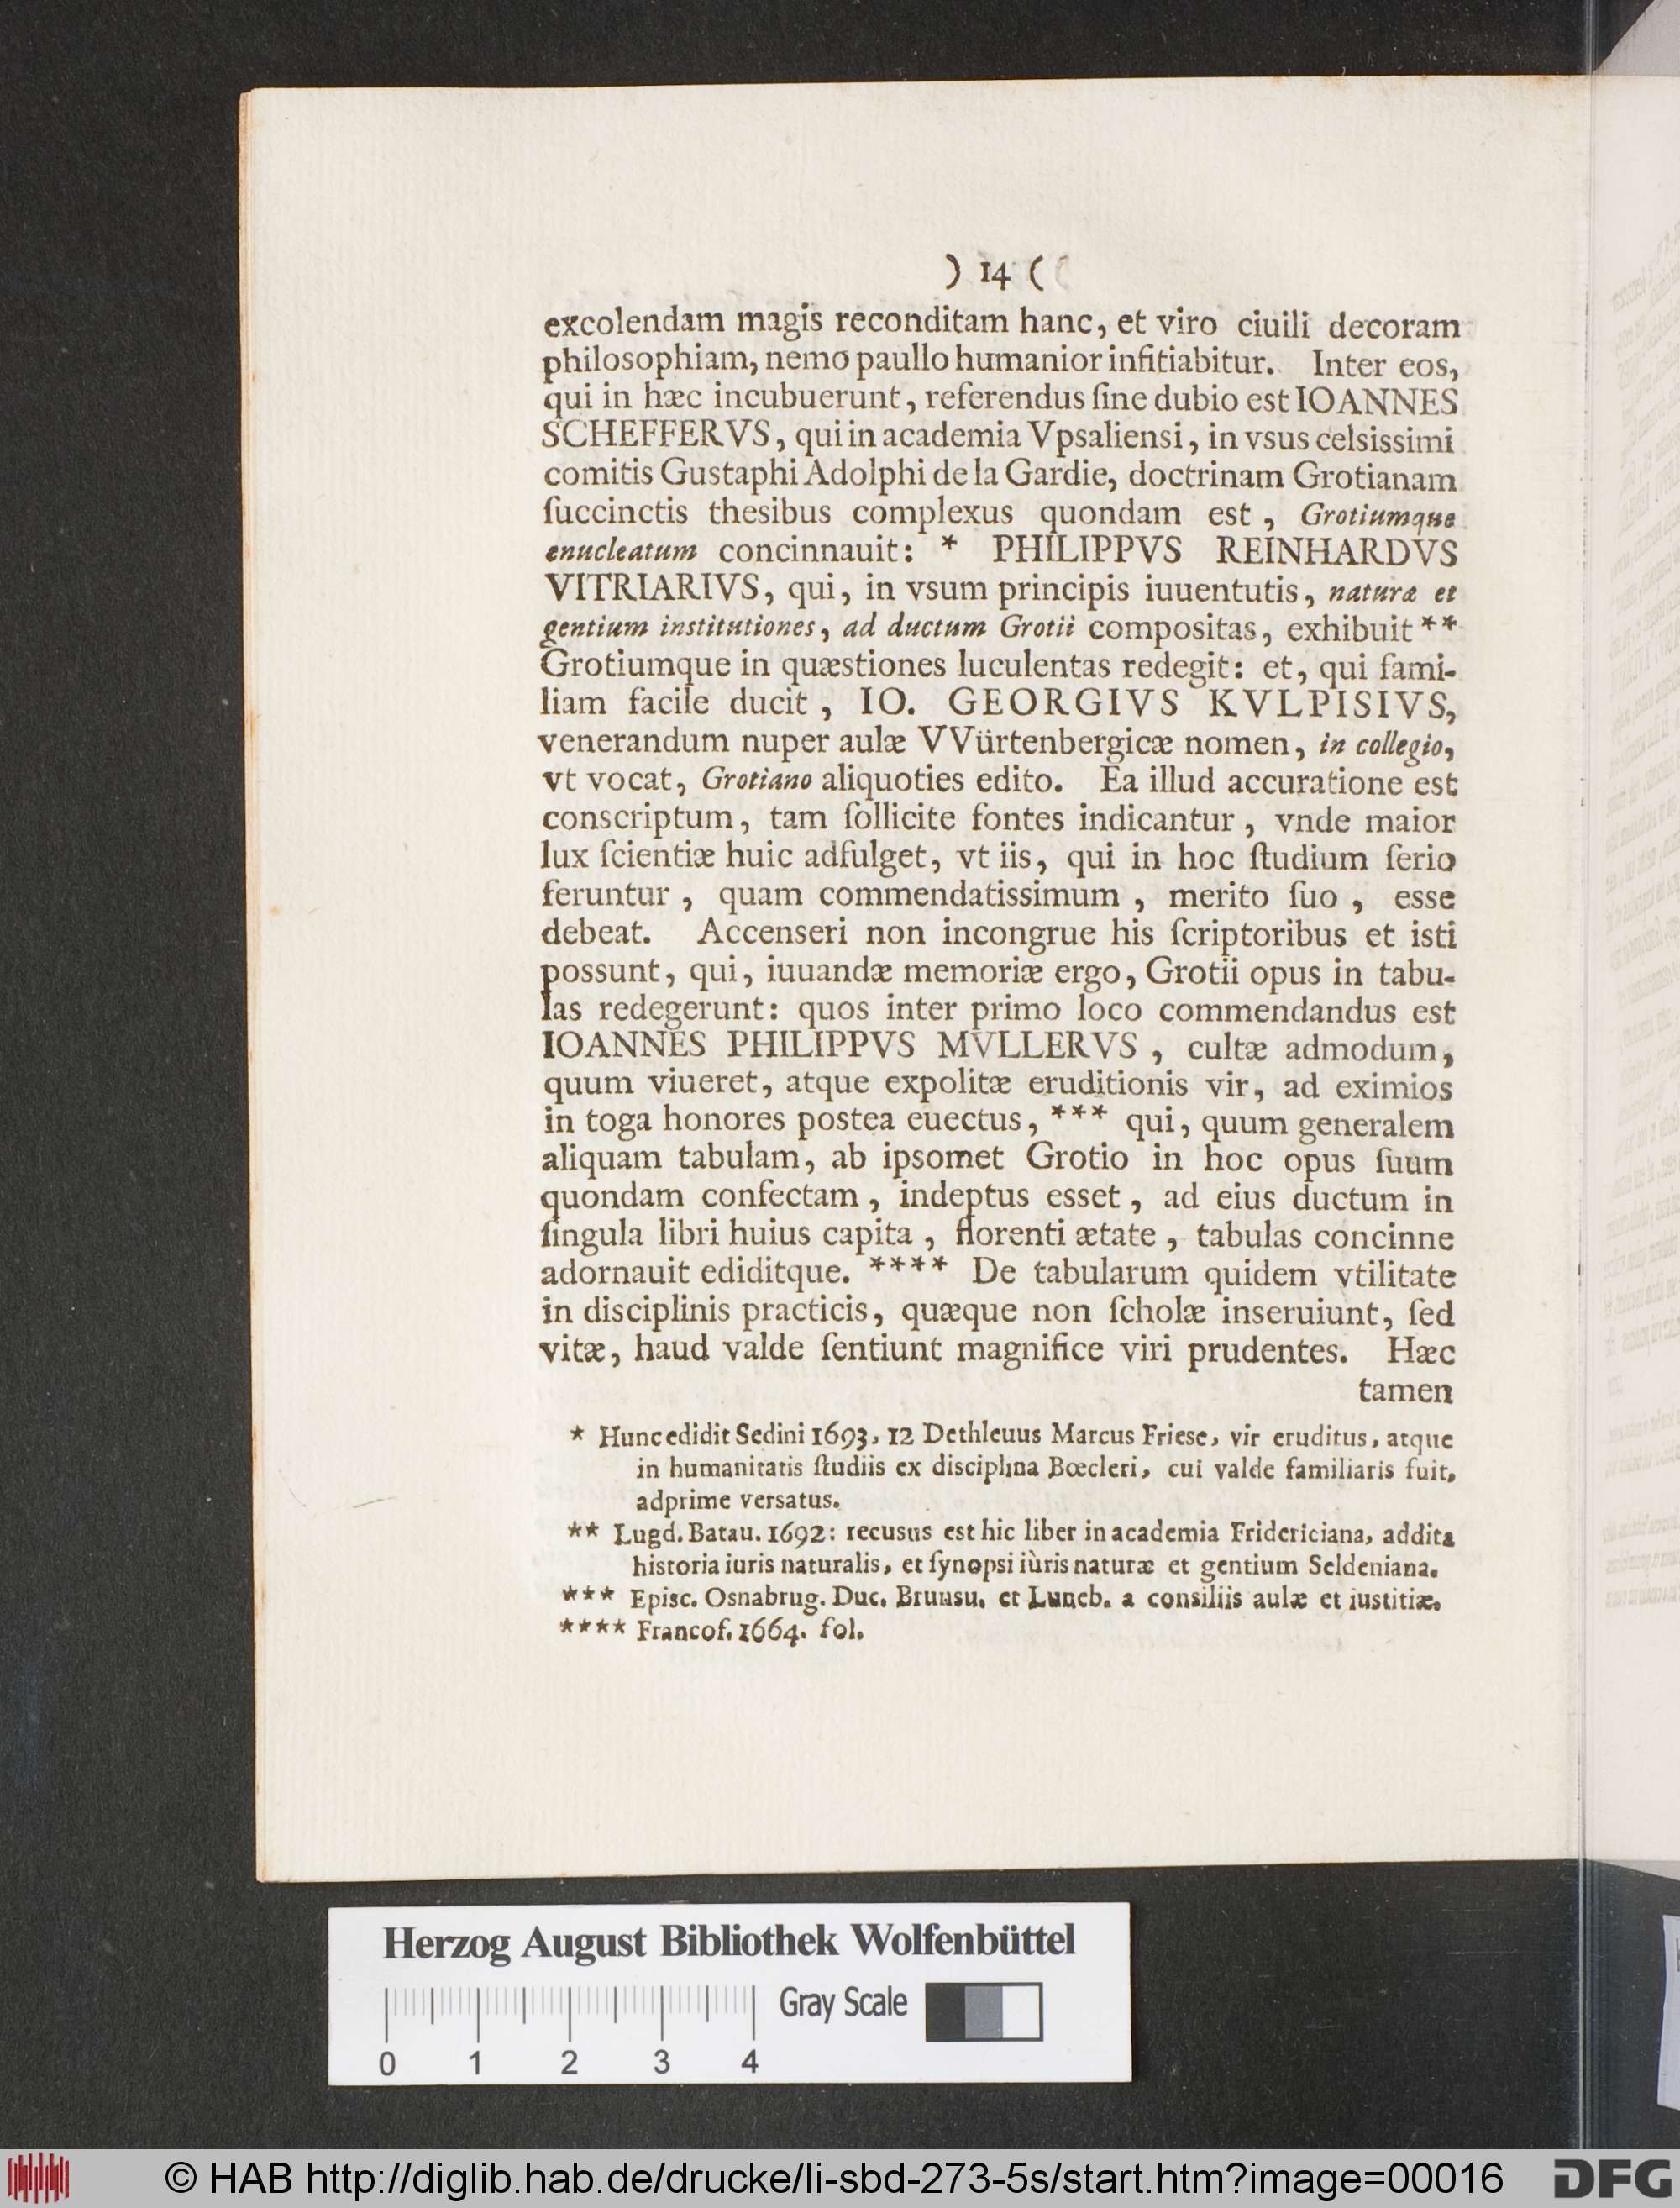 ) 14 (
excolendam magis reconditam hanc, et viro ciuili decoram
philosophiam, nemo paullo humanior infitiabitur. Inter eos,
qui in hæc incubuerunt, referendus ſine dubio est IOANNES
SCHEFFERVS, qui in academia Vpsaliensi, in vsus celsissimi
comitis Gustaphi Adolphi de la Gardie, doctrinam Grotianam
ſuccinctis thesibus complexus quondam est, Grotiumque
enucleatum concinnauit: * PHILIPPVS REINHARDVS
VITRIARIVS, qui, in vsum principis iuuentutis, naturæ et
gentium institutiones, ad ductum Grotii compositas, exhibuit **
Grotiumque in quæstiones luculentas redegit: et, qui fami-
liam facile ducit, IO. GEORGIVS KVLPISIVS,
venerandum nuper aulæ VVürtenbergicæ nomen, in collegio,
vt vocat, Grotiano aliquoties edito. Ea illud accuratione est
conscriptum, tam ſollicite fontes indicantur, vnde maior
lux ſcientiæ huic adfulget, vt iis, qui in hoc ſtudium ſerio
feruntur, quam commendatissimum, merito ſuo, esse
debeat. Accenseri non incongrue his ſcriptoribus et isti
possunt, qui, iuuandæ memoriæ ergo, Grotii opus in tabu-
las redegerunt: quos inter primo loco commendandus est
IOANNES PHILIPPVS MVLLERVS, cultæ admodum,
quum viueret, atque expolitæ eruditionis vir, ad eximios
in toga honores postea euectus, *** qui, quum generalem
aliquam tabulam, ab ipsomet Grotio in hoc opus ſuum
quondam confectam, indeptus esset, ad eius ductum in
ſingula libri huius capita, florenti ætate, tabulas concinne
adornauit ediditque. **** De tabularum quidem vtilitate
in disciplinis practicis, quæque non ſcholæ inseruiunt, ſed
vitæ, haud valde ſentiunt magnifice viri prudentes. Hæc
tamen
* Hunc edidit Sedini 1693, 12 Dethleuus Marcus Friese, vir eruditus, atque
in humanitatis ſtudiis ex disciplina Bœcleri, cui valde familiaris fuit,
adprime versatus.
** Lugd. Batau. 1692: recusus est hic liber in academia Fridericiana, addita
historia iuris naturalis, et ſynopsi iùris naturæ et gentium Seldeniana.
*** Episc. Osnabrug. Duc. Brunsu. et Luneb. a consiliis aulæ et iustitiæ.
**** Francof. 1664. fol.
Herzog August Bibliothek Wolfenbüttel
Gray Scale
0 1 2 3 4
© HAB http://diglib.hab.de/drucke/li-sbd-273-5s/start.htm?image=00016
DFG